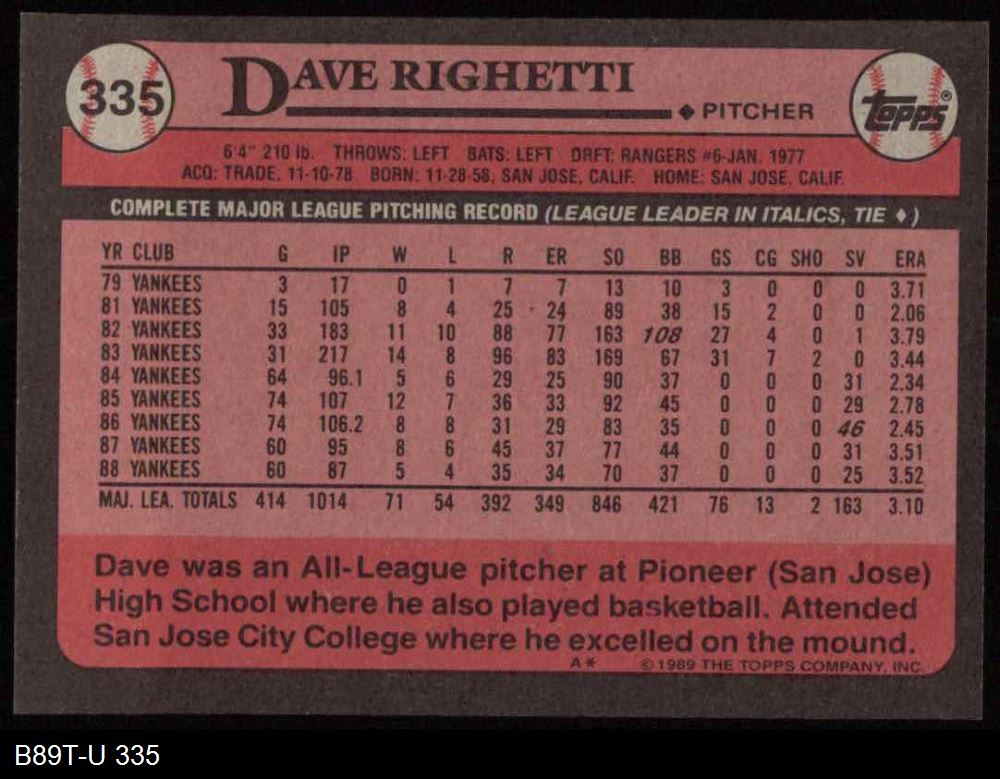 335
DAVE RIGHETTI
◆ PITCHER
Topps®
6'4" 210 lb. THROWS: LEFT BATS: LEFT DRFT: RANGERS #6-JAN. 1977
ACQ: TRADE, 11-10-78 BORN: 11-28-58, SAN JOSE, CALIF. HOME: SAN JOSE, CALIF.
COMPLETE MAJOR LEAGUE PITCHING RECORD (LEAGUE LEADER IN ITALICS, TIE ♦)
YR CLUB G IP W L R ER SO BB GS CG SHO SV ERA
79 YANKEES 3 17 0 1 7 7 13 10 3 0 0 0 3.71
81 YANKEES 15 105 8 4 25 24 89 38 15 2 0 0 2.06
82 YANKEES 33 183 11 10 88 77 163 108 27 4 0 1 3.79
83 YANKEES 31 217 14 8 96 83 169 67 31 7 2 0 3.44
84 YANKEES 64 96.1 5 6 29 25 90 37 0 0 0 31 2.34
85 YANKEES 74 107 12 7 36 33 92 45 0 0 0 29 2.78
86 YANKEES 74 106.2 8 8 31 29 83 35 0 0 0 46 2.45
87 YANKEES 60 95 8 6 45 37 77 44 0 0 0 31 3.51
88 YANKEES 60 87 5 4 35 34 70 37 0 0 0 25 3.52
MAJ. LEA. TOTALS 414 1014 71 54 392 349 846 421 76 13 2 163 3.10
Dave was an All-League pitcher at Pioneer (San Jose)
High School where he also played basketball. Attended
San Jose City College where he excelled on the mound.
A* © 1989 THE TOPPS COMPANY, INC.
B89T-U 335